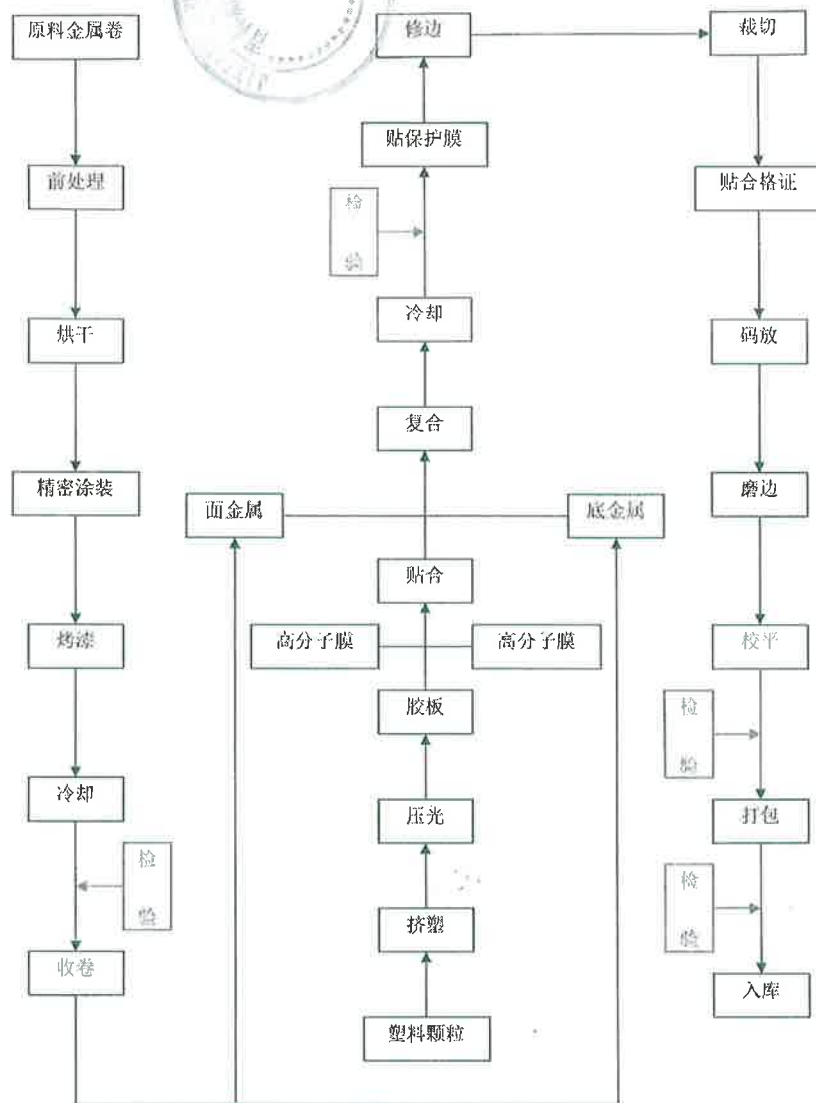 原料金属卷
前处理
烘干
精密涂装
烤漆
冷却
检
验
收卷
修边
贴保护膜
检
验
冷却
复合
面金属
底金属
贴合
高分子膜
高分子膜
胶板
压光
挤塑
塑料颗粒
裁切
贴合格证
码放
磨边
校平
检
验
打包
检
验
入库